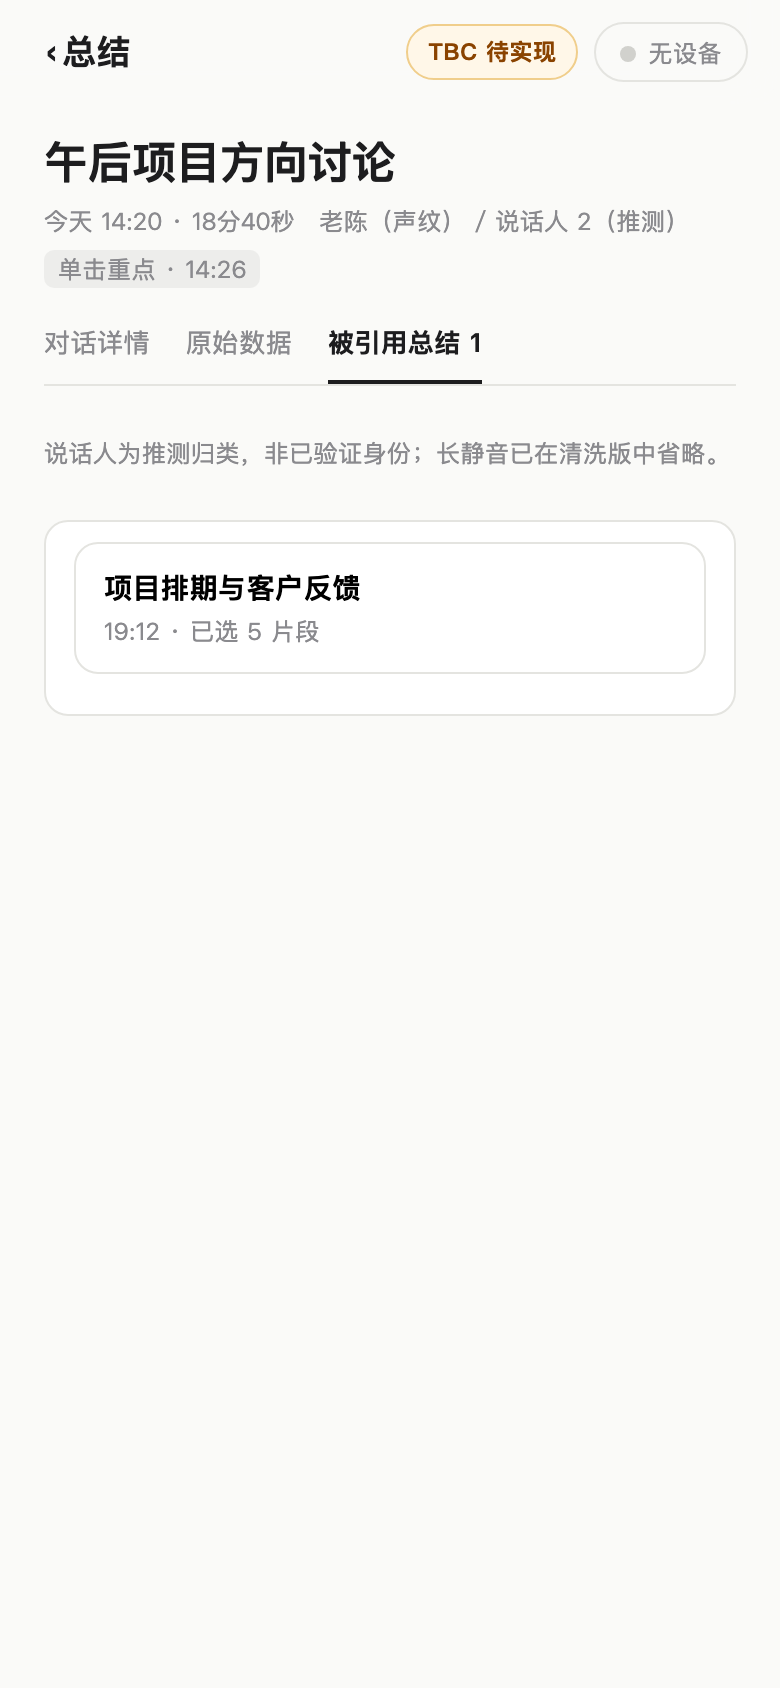 ‹总结
TBC 待实现
无设备
午后项目方向讨论
今天 14:20 · 18分40秒 老陈（声纹） / 说话人 2（推测）
单击重点 · 14:26
对话详情 原始数据 被引用总结 1
说话人为推测归类，非已验证身份；长静音已在清洗版中省略。
项目排期与客户反馈
19:12 · 已选 5 片段